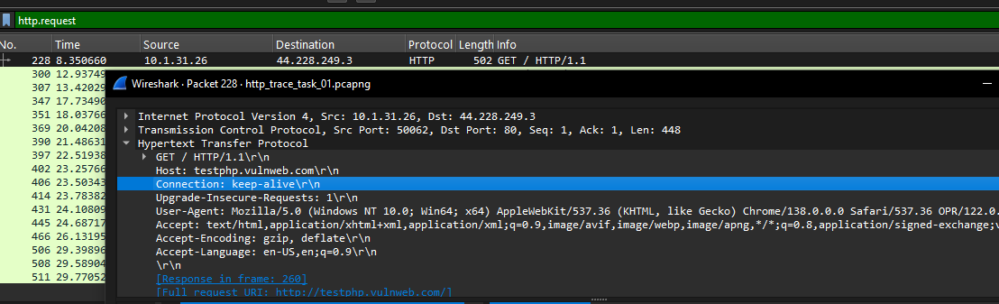 http.request
No. Time Source Destination Protocol Length Info
228 8.350660 10.1.31.26 44.228.249.3 HTTP 502 GET / HTTP/1.1
300 12.93749
307 13.42029
347 17.73490
351 18.03766
369 20.04208
390 21.48631
397 22.51938
402 23.25766
406 23.50343
414 23.78382
431 24.10809
445 24.68717
466 26.13195
506 29.39896
508 29.58904
511 29.77052
Wireshark · Packet 228 · http_trace_task_01.pcapng
Internet Protocol Version 4, Src: 10.1.31.26, Dst: 44.228.249.3
Transmission Control Protocol, Src Port: 50062, Dst Port: 80, Seq: 1, Ack: 1, Len: 448
Hypertext Transfer Protocol
GET / HTTP/1.1\r\n
Host: testphp.vulnweb.com\r\n
Connection: keep-alive\r\n
Upgrade-Insecure-Requests: 1\r\n
User-Agent: Mozilla/5.0 (Windows NT 10.0; Win64; x64) AppleWebKit/537.36 (KHTML, like Gecko) Chrome/138.0.0.0 Safari/537.36 OPR/122.0.
Accept: text/html,application/xhtml+xml,application/xml;q=0.9,image/avif,image/webp,image/apng,*/*;q=0.8,application/signed-exchange;
Accept-Encoding: gzip, deflate\r\n
Accept-Language: en-US,en;q=0.9\r\n
\r\n
[Response in frame: 260]
[Full request URI: http://testphp.vulnweb.com/]